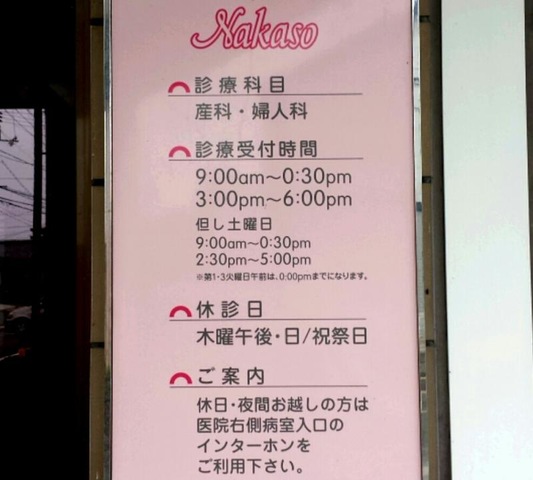 Nakaso
診療科目
産科・婦人科
診療受付時間
9:00am～0:30pm
3:00pm～6:00pm
但し土曜日
9:00am～0:30pm
2:30pm～5:00pm
※第1・3火曜日午前は、0:00pmまでになります。
休診日
木曜午後・日/祝祭日
ご案内
休日・夜間お越しの方は
医院右側病室入口の
インターホンを
ご利用下さい。